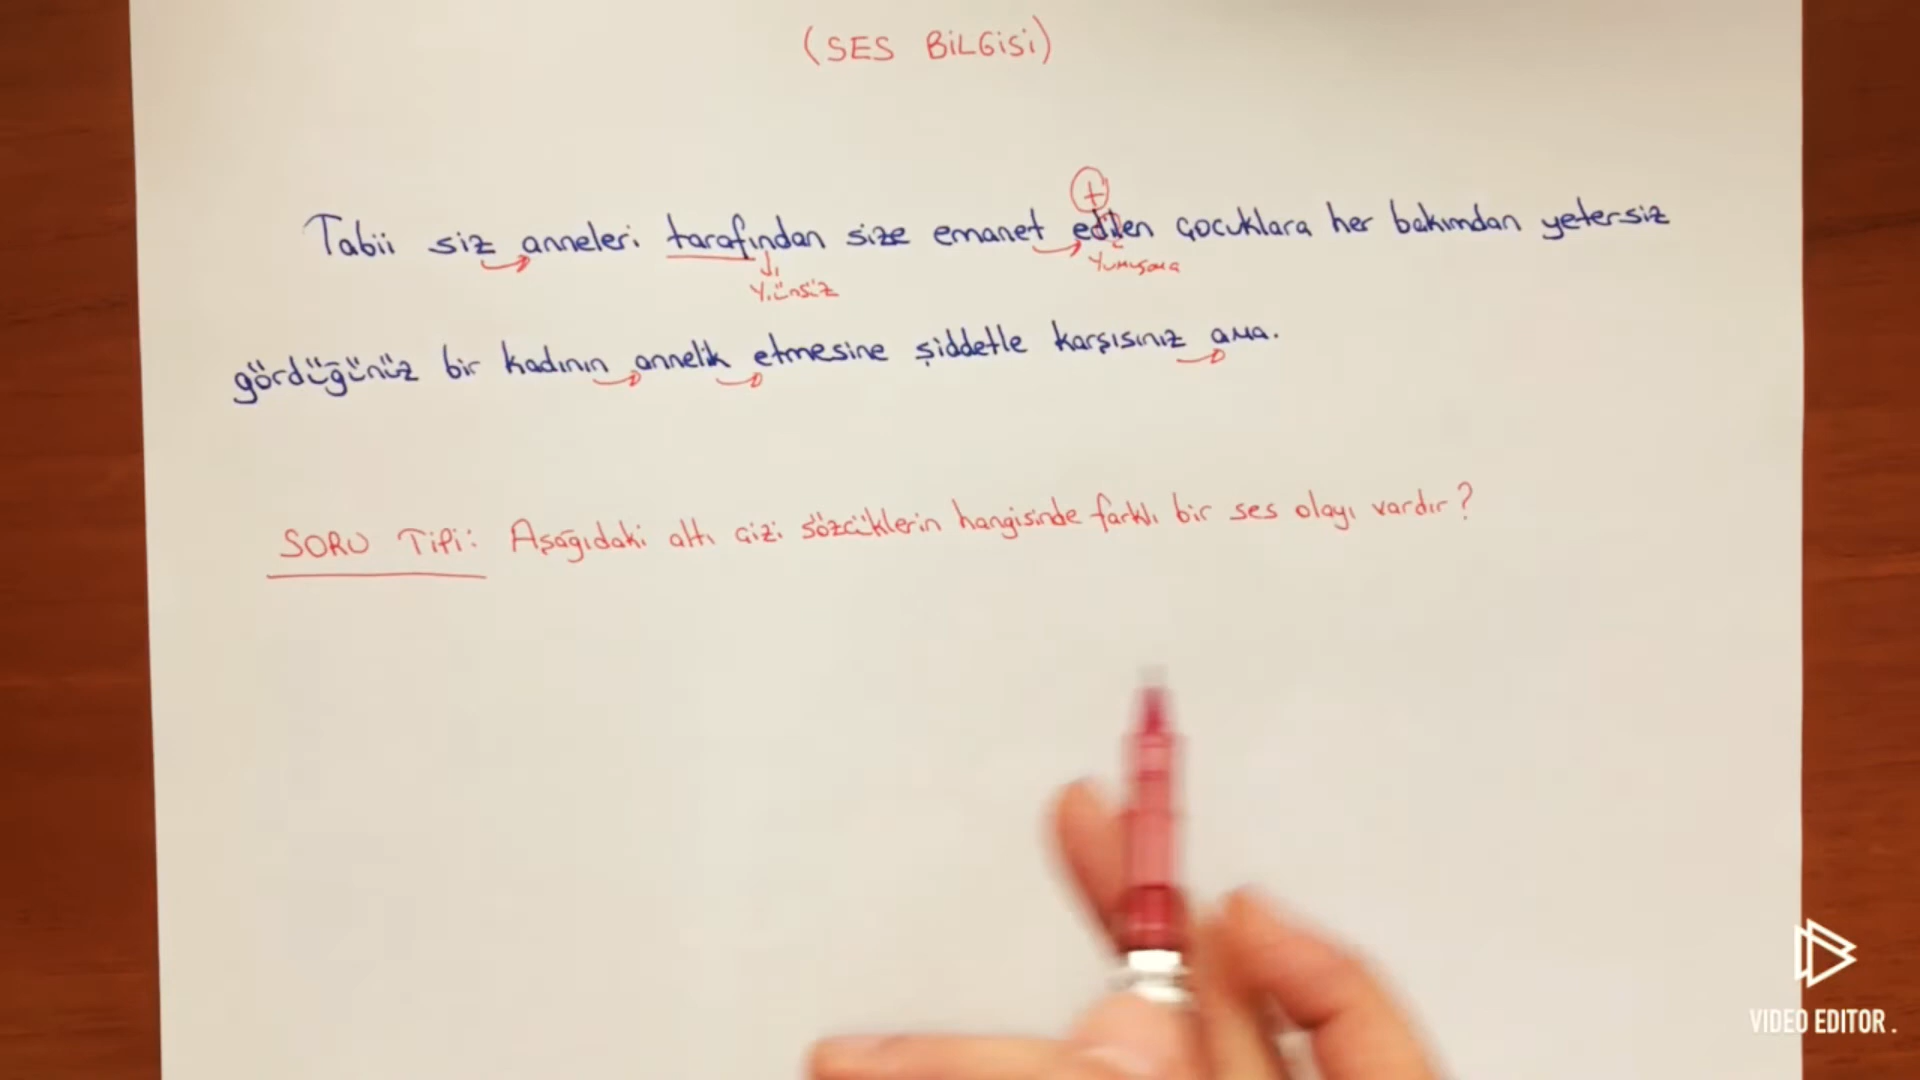 (SES BİLGİSİ)
+
Tabii siz anneleri tarafından size emanet edilen çocuklara her bakımdan yetersiz
yumuşama
y.ünsüz
gördüğünüz bir kadının annelik etmesine şiddetle karşısınız ama.
SORU TİPİ: Aşağıdaki altı çizi sözcüklerin hangisinde farklı bir ses olayı vardır?
VIDEO EDITOR .